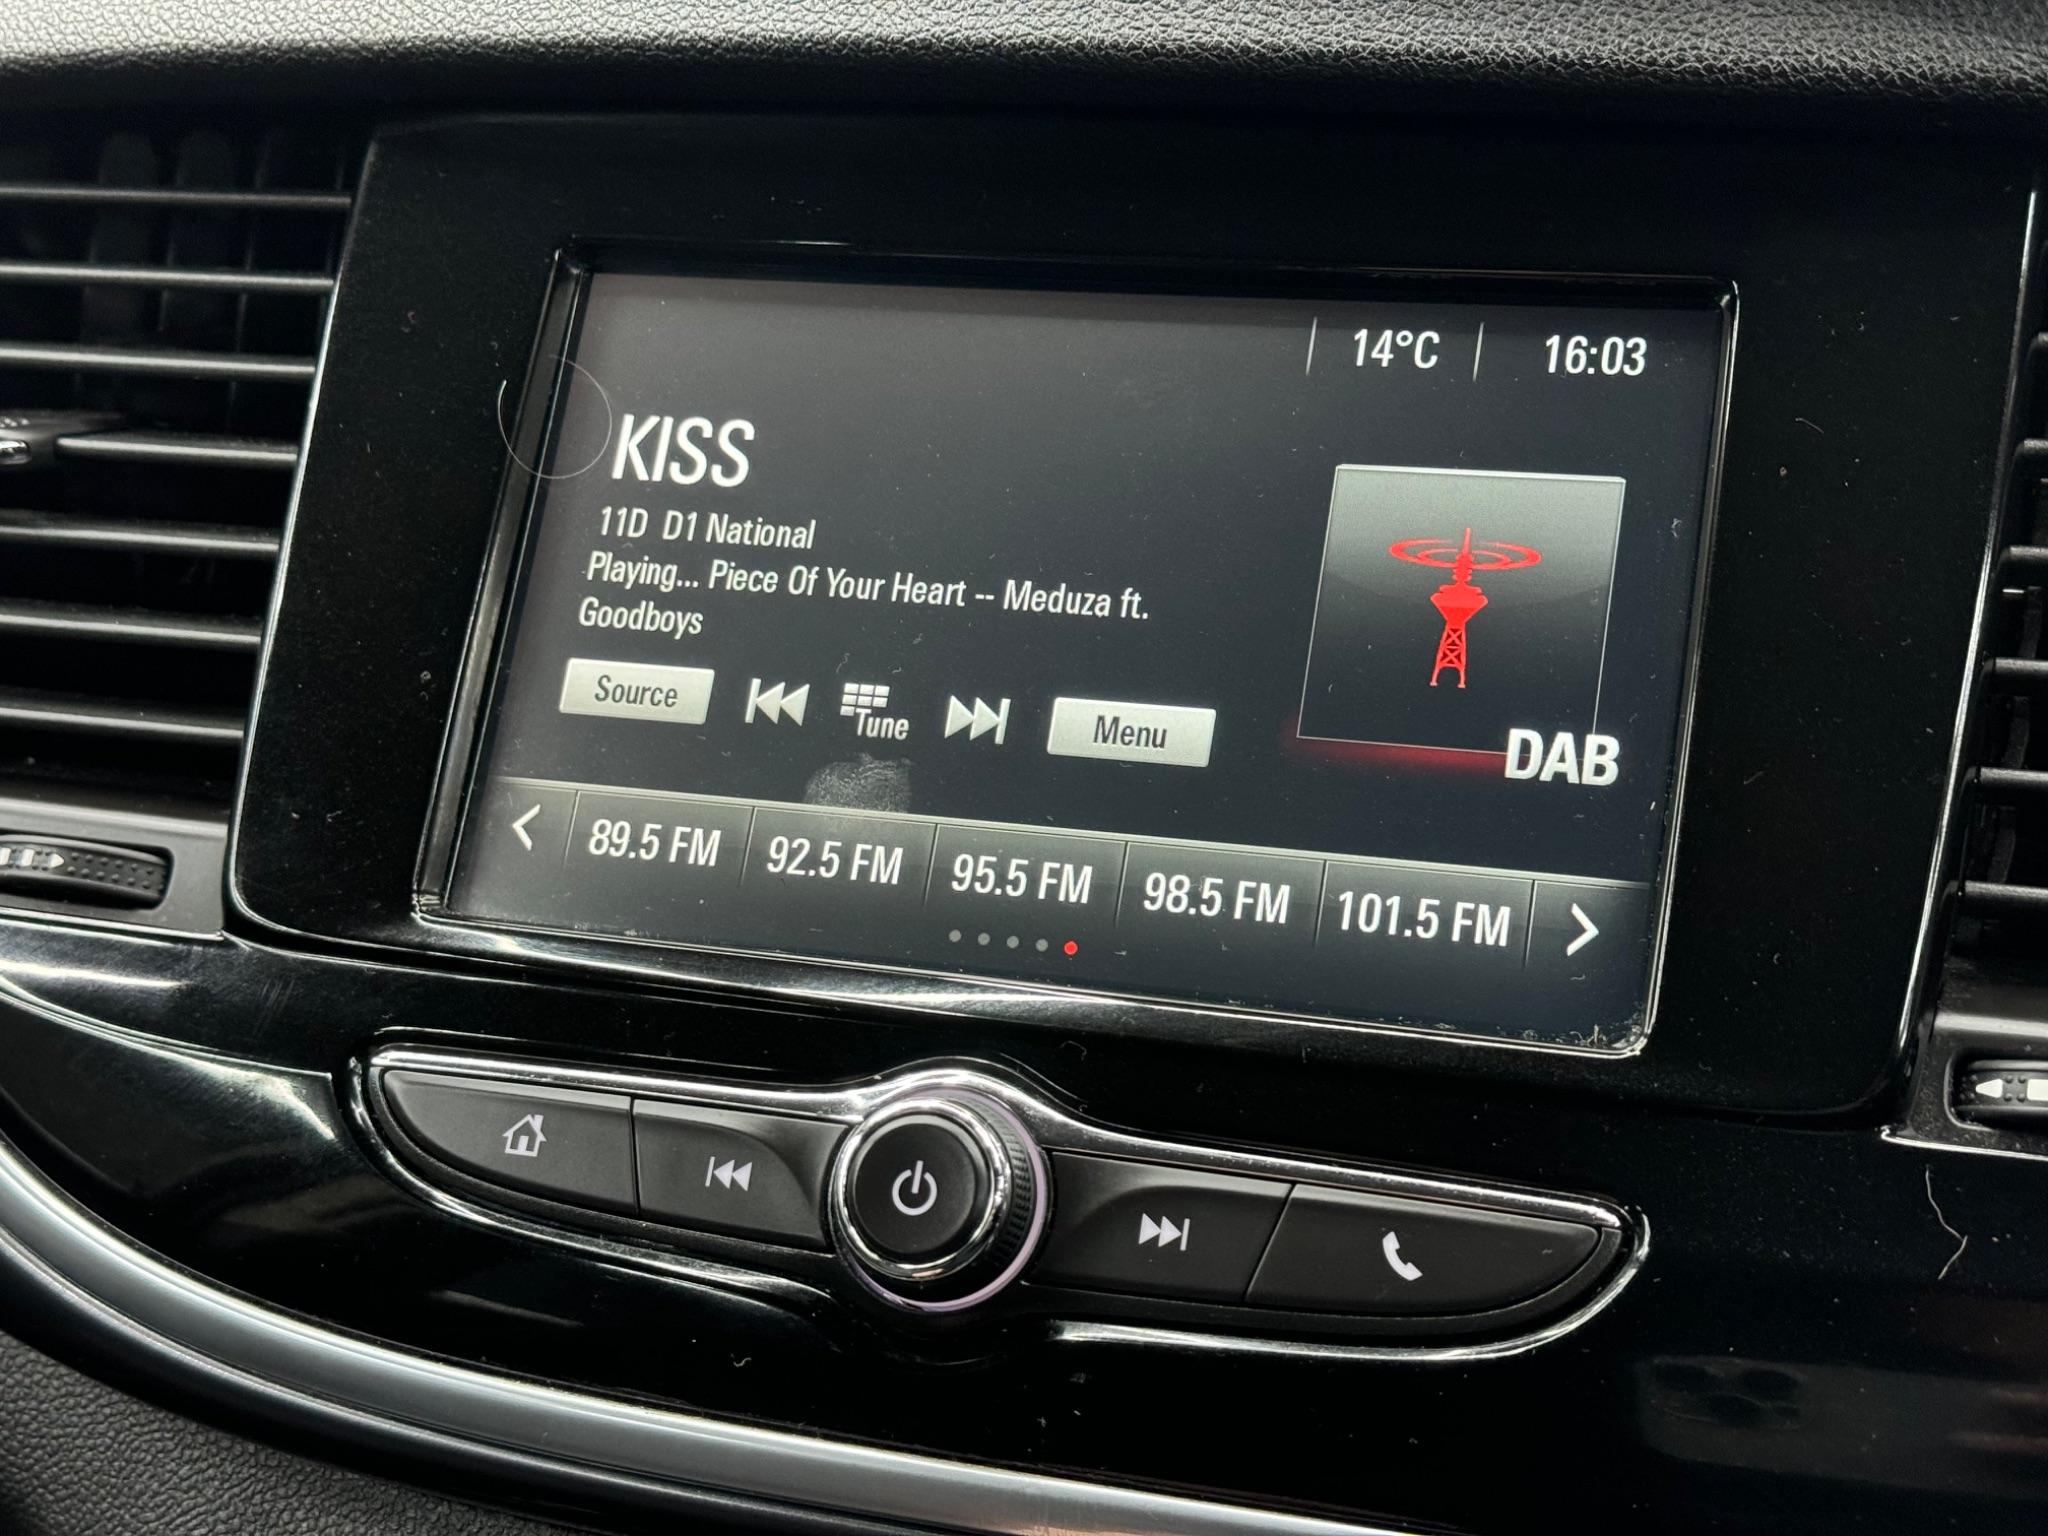 14°C 16:03
KISS
11D D1 National
Playing... Piece Of Your Heart -- Meduza ft.
Goodboys
Source Tune Menu
DAB
89.5 FM 92.5 FM 95.5 FM 98.5 FM 101.5 FM